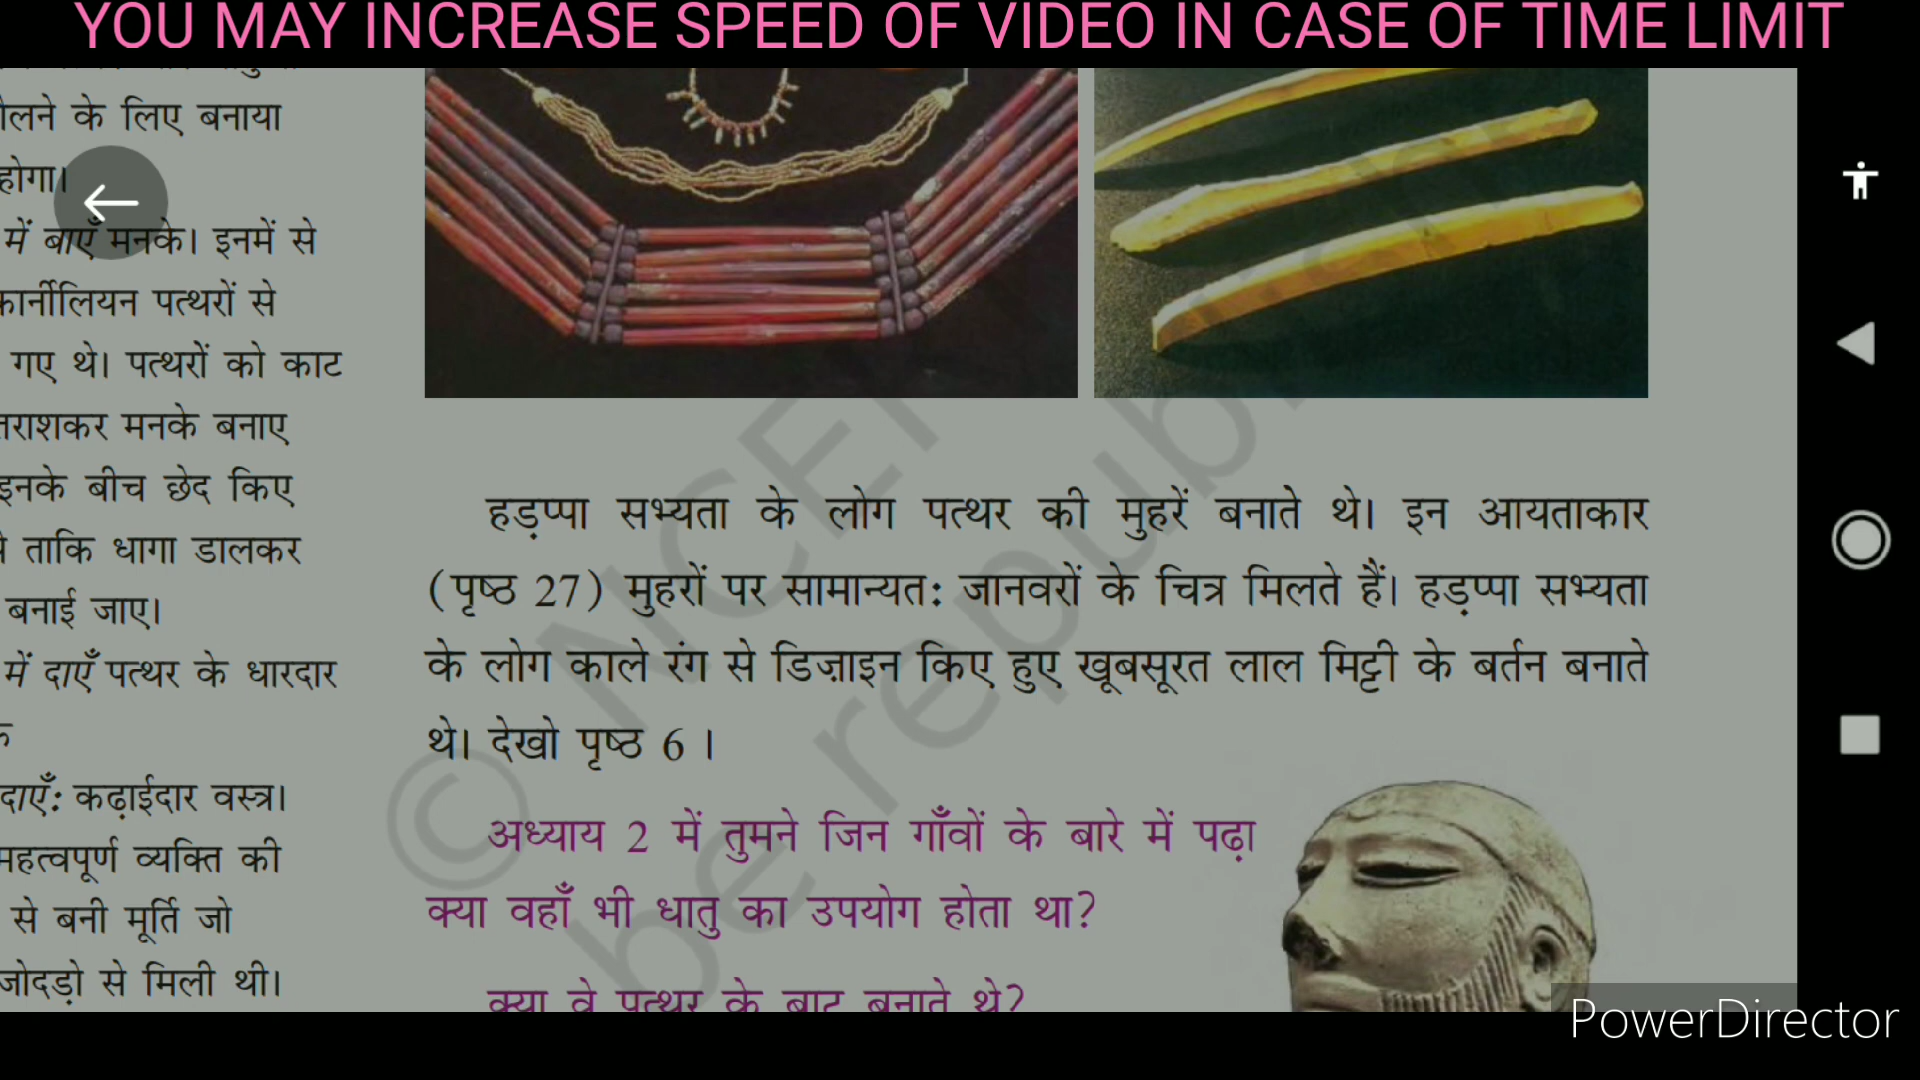 YOU MAY INCREASE SPEED OF VIDEO IN CASE OF TIME LIMIT
के लिए बनाया
होगा।
में बाएँ मनके। इनमें से
कार्नीलियन पत्थरों से
गए थे। पत्थरों को काट
तराशकर मनके बनाए
इनके बीच छेद किए
ताकि धागा डालकर
बनाई जाए।
में दाएँ पत्थर के धारदार
दाएँ: कढ़ाईदार वस्त्र।
महत्वपूर्ण व्यक्ति की
से बनी मूर्ति जो
से मिली थी।
हड़प्पा सभ्यता के लोग पत्थर की मुहरें बनाते थे। इन आयताकार
(पृष्ठ 27) मुहरों पर सामान्यत: जानवरों के चित्र मिलते हैं। हड़प्पा सभ्यता
के लोग काले रंग से डिज़ाइन किए हुए खूबसूरत लाल मिट्टी के बर्तन बनाते
थे। देखो पृष्ठ 6 ।
अध्याय 2 में तुमने जिन गाँवों के बारे में पढ़ा
क्या वहाँ भी धातु का उपयोग होता था?
क्या वे पत्थर के बाट बनाते थे?
©
be republi
PowerDirector